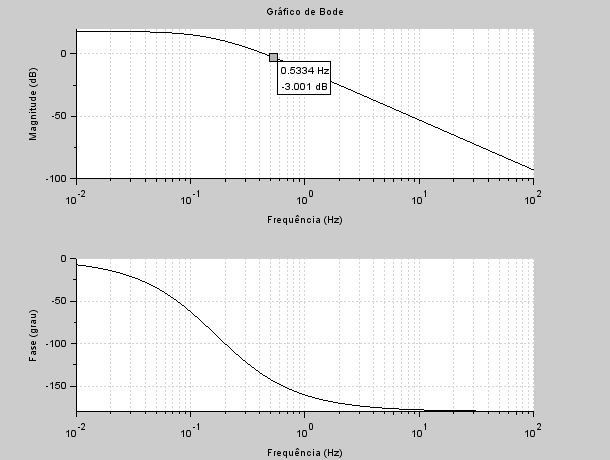 Gráfico de Bode
Magnitude (dB)
0
-50
-100
0.5334 Hz
-3.001 dB
10^-2
10^-1
10^0
10^1
10^2
Frequência (Hz)
Fase (grau)
0
-50
-100
-150
10^-2
10^-1
10^0
10^1
10^2
Frequência (Hz)